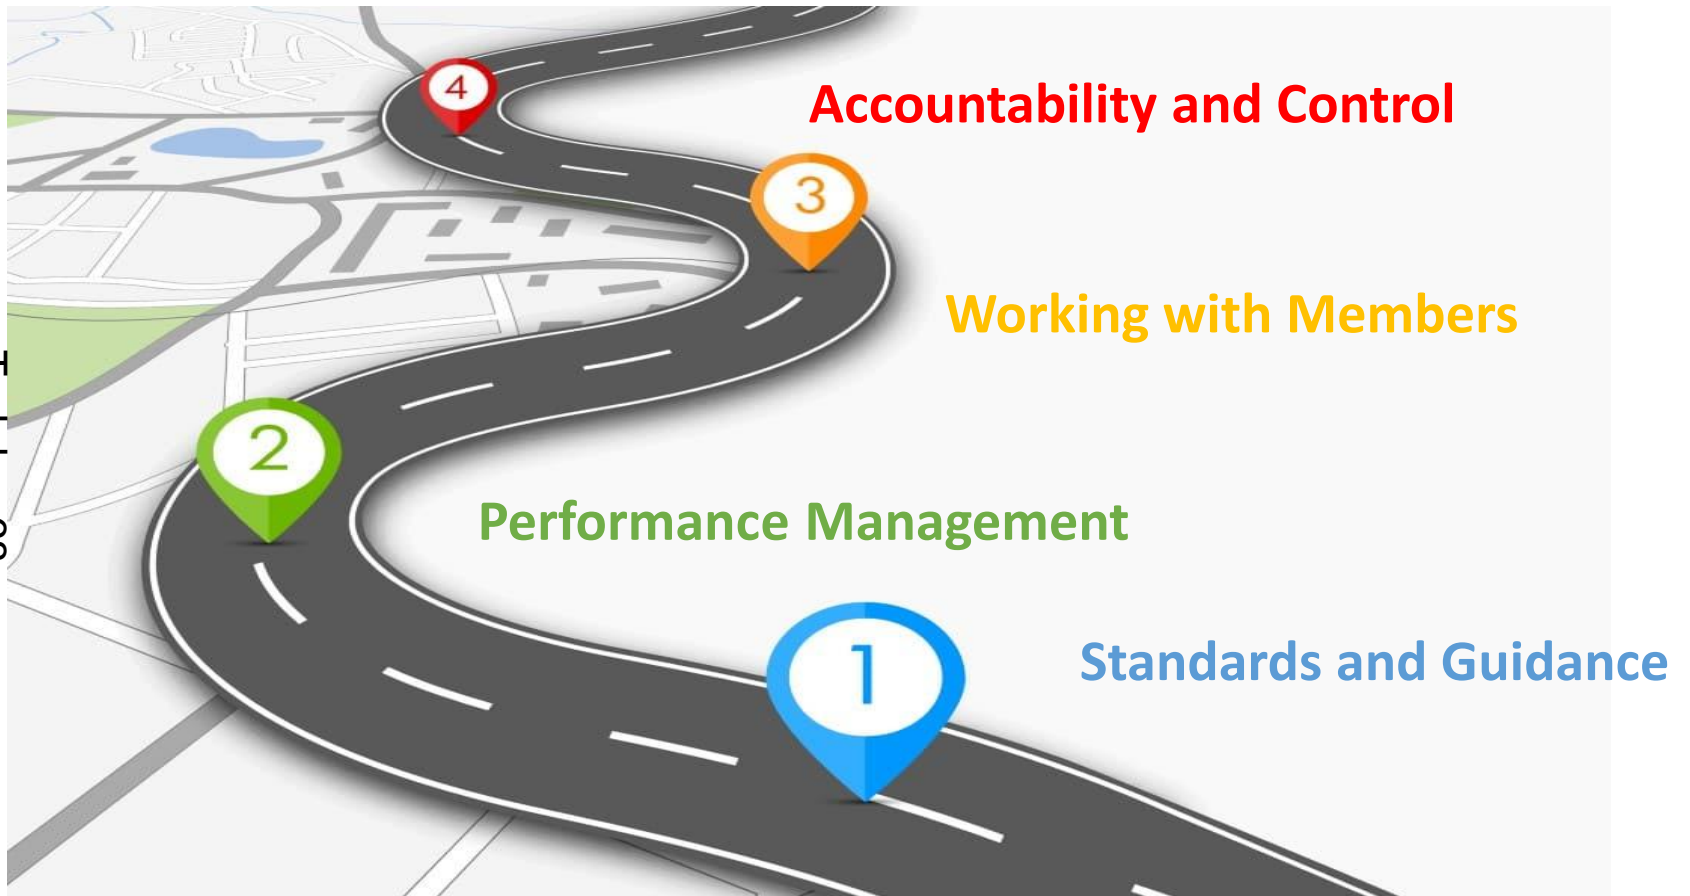 4
Accountability and Control
3
Working with Members
2
Performance Management
1
Standards and Guidance